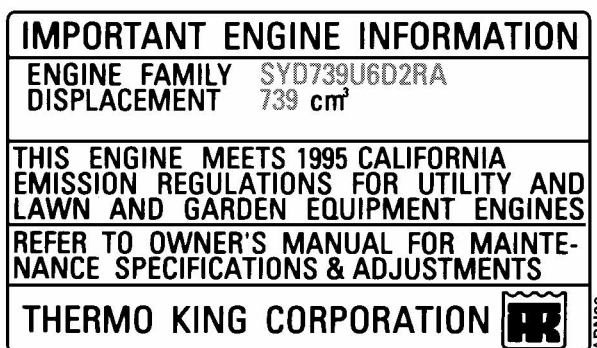 IMPORTANT ENGINE INFORMATION
ENGINE FAMILY SYD739U6D2RA
DISPLACEMENT 739 cm³
THIS ENGINE MEETS 1995 CALIFORNIA
EMISSION REGULATIONS FOR UTILITY AND
LAWN AND GARDEN EQUIPMENT ENGINES
REFER TO OWNER'S MANUAL FOR MAINTE-
NANCE SPECIFICATIONS & ADJUSTMENTS
THERMO KING CORPORATION TK